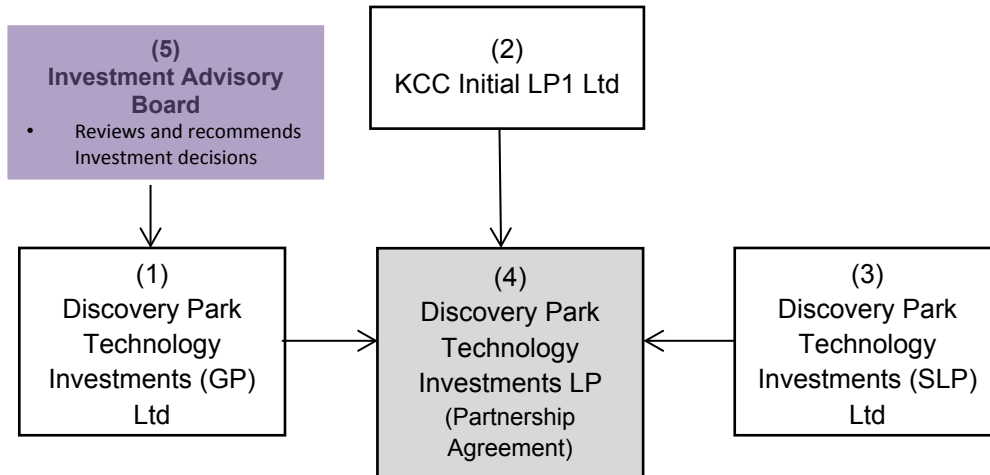 (5)
Investment Advisory
Board
• Reviews and recommends
Investment decisions
(2)
KCC Initial LP1 Ltd
(1)
Discovery Park
Technology
Investments (GP)
Ltd
(4)
Discovery Park
Technology
Investments LP
(Partnership
Agreement)
(3)
Discovery Park
Technology
Investments (SLP)
Ltd